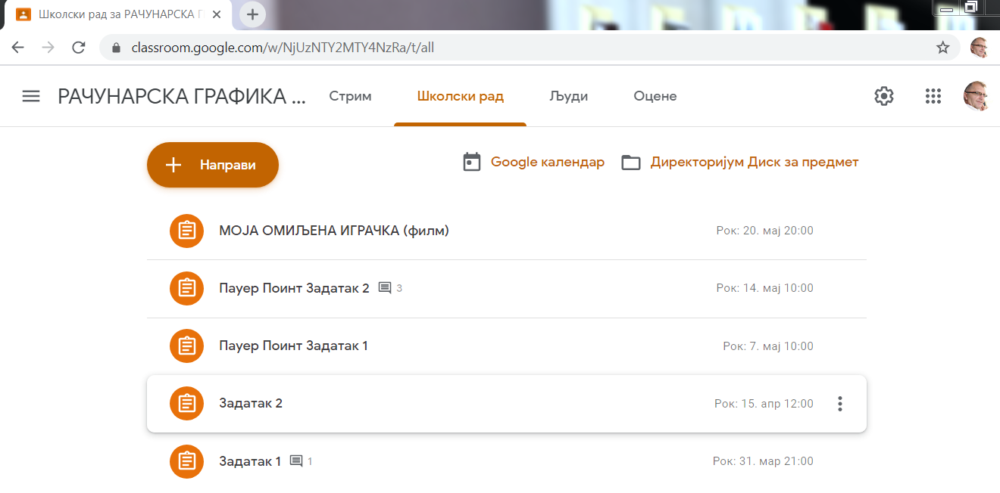 Школски рад за РАЧУНАРСКА Г
classroom.google.com/w/NjUzNTY2MTY4NzRa/t/all
РАЧУНАРСКА ГРАФИКА ... Стрим Школски рад Људи Оцене
Направи Google календар Директоријум Диск за предмет
МОЈА ОМИЉЕНА ИГРАЧКА (филм) Рок: 20. мај 20:00
Пауер Поинт Задатак 2 3 Рок: 14. мај 10:00
Пауер Поинт Задатак 1 Рок: 7. мај 10:00
Задатак 2 Рок: 15. апр 12:00
Задатак 1 1 Рок: 31. мар 21:00